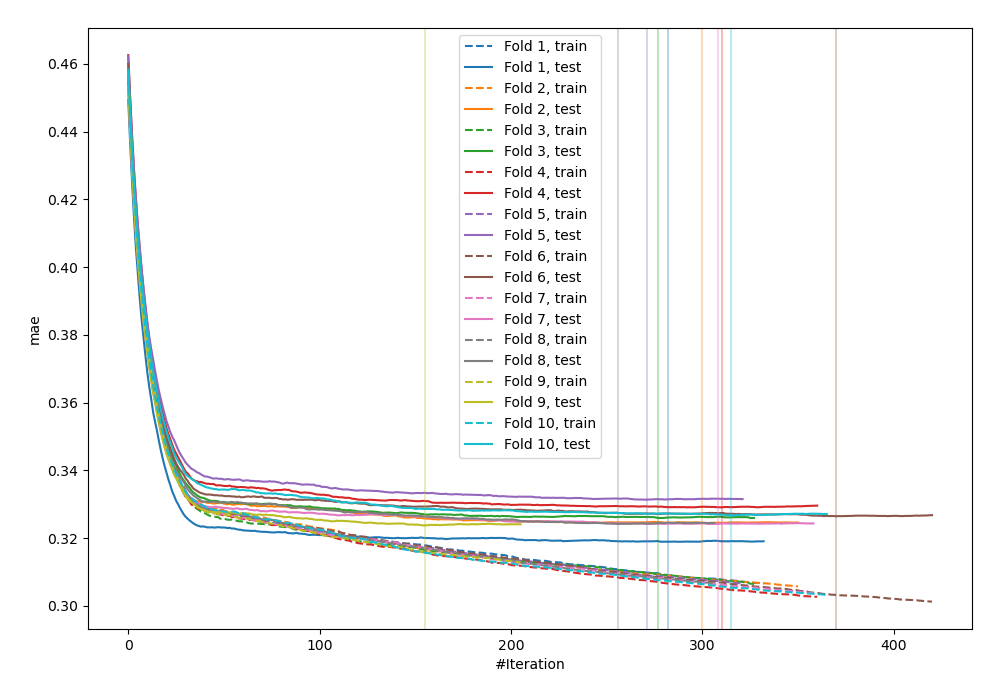 0.46
0.44
0.42
0.40
0.38
0.36
0.34
0.32
0.30
mae
0
100
200
300
400
#Iteration
Fold 1, train
Fold 1, test
Fold 2, train
Fold 2, test
Fold 3, train
Fold 3, test
Fold 4, train
Fold 4, test
Fold 5, train
Fold 5, test
Fold 6, train
Fold 6, test
Fold 7, train
Fold 7, test
Fold 8, train
Fold 8, test
Fold 9, train
Fold 9, test
Fold 10, train
Fold 10, test